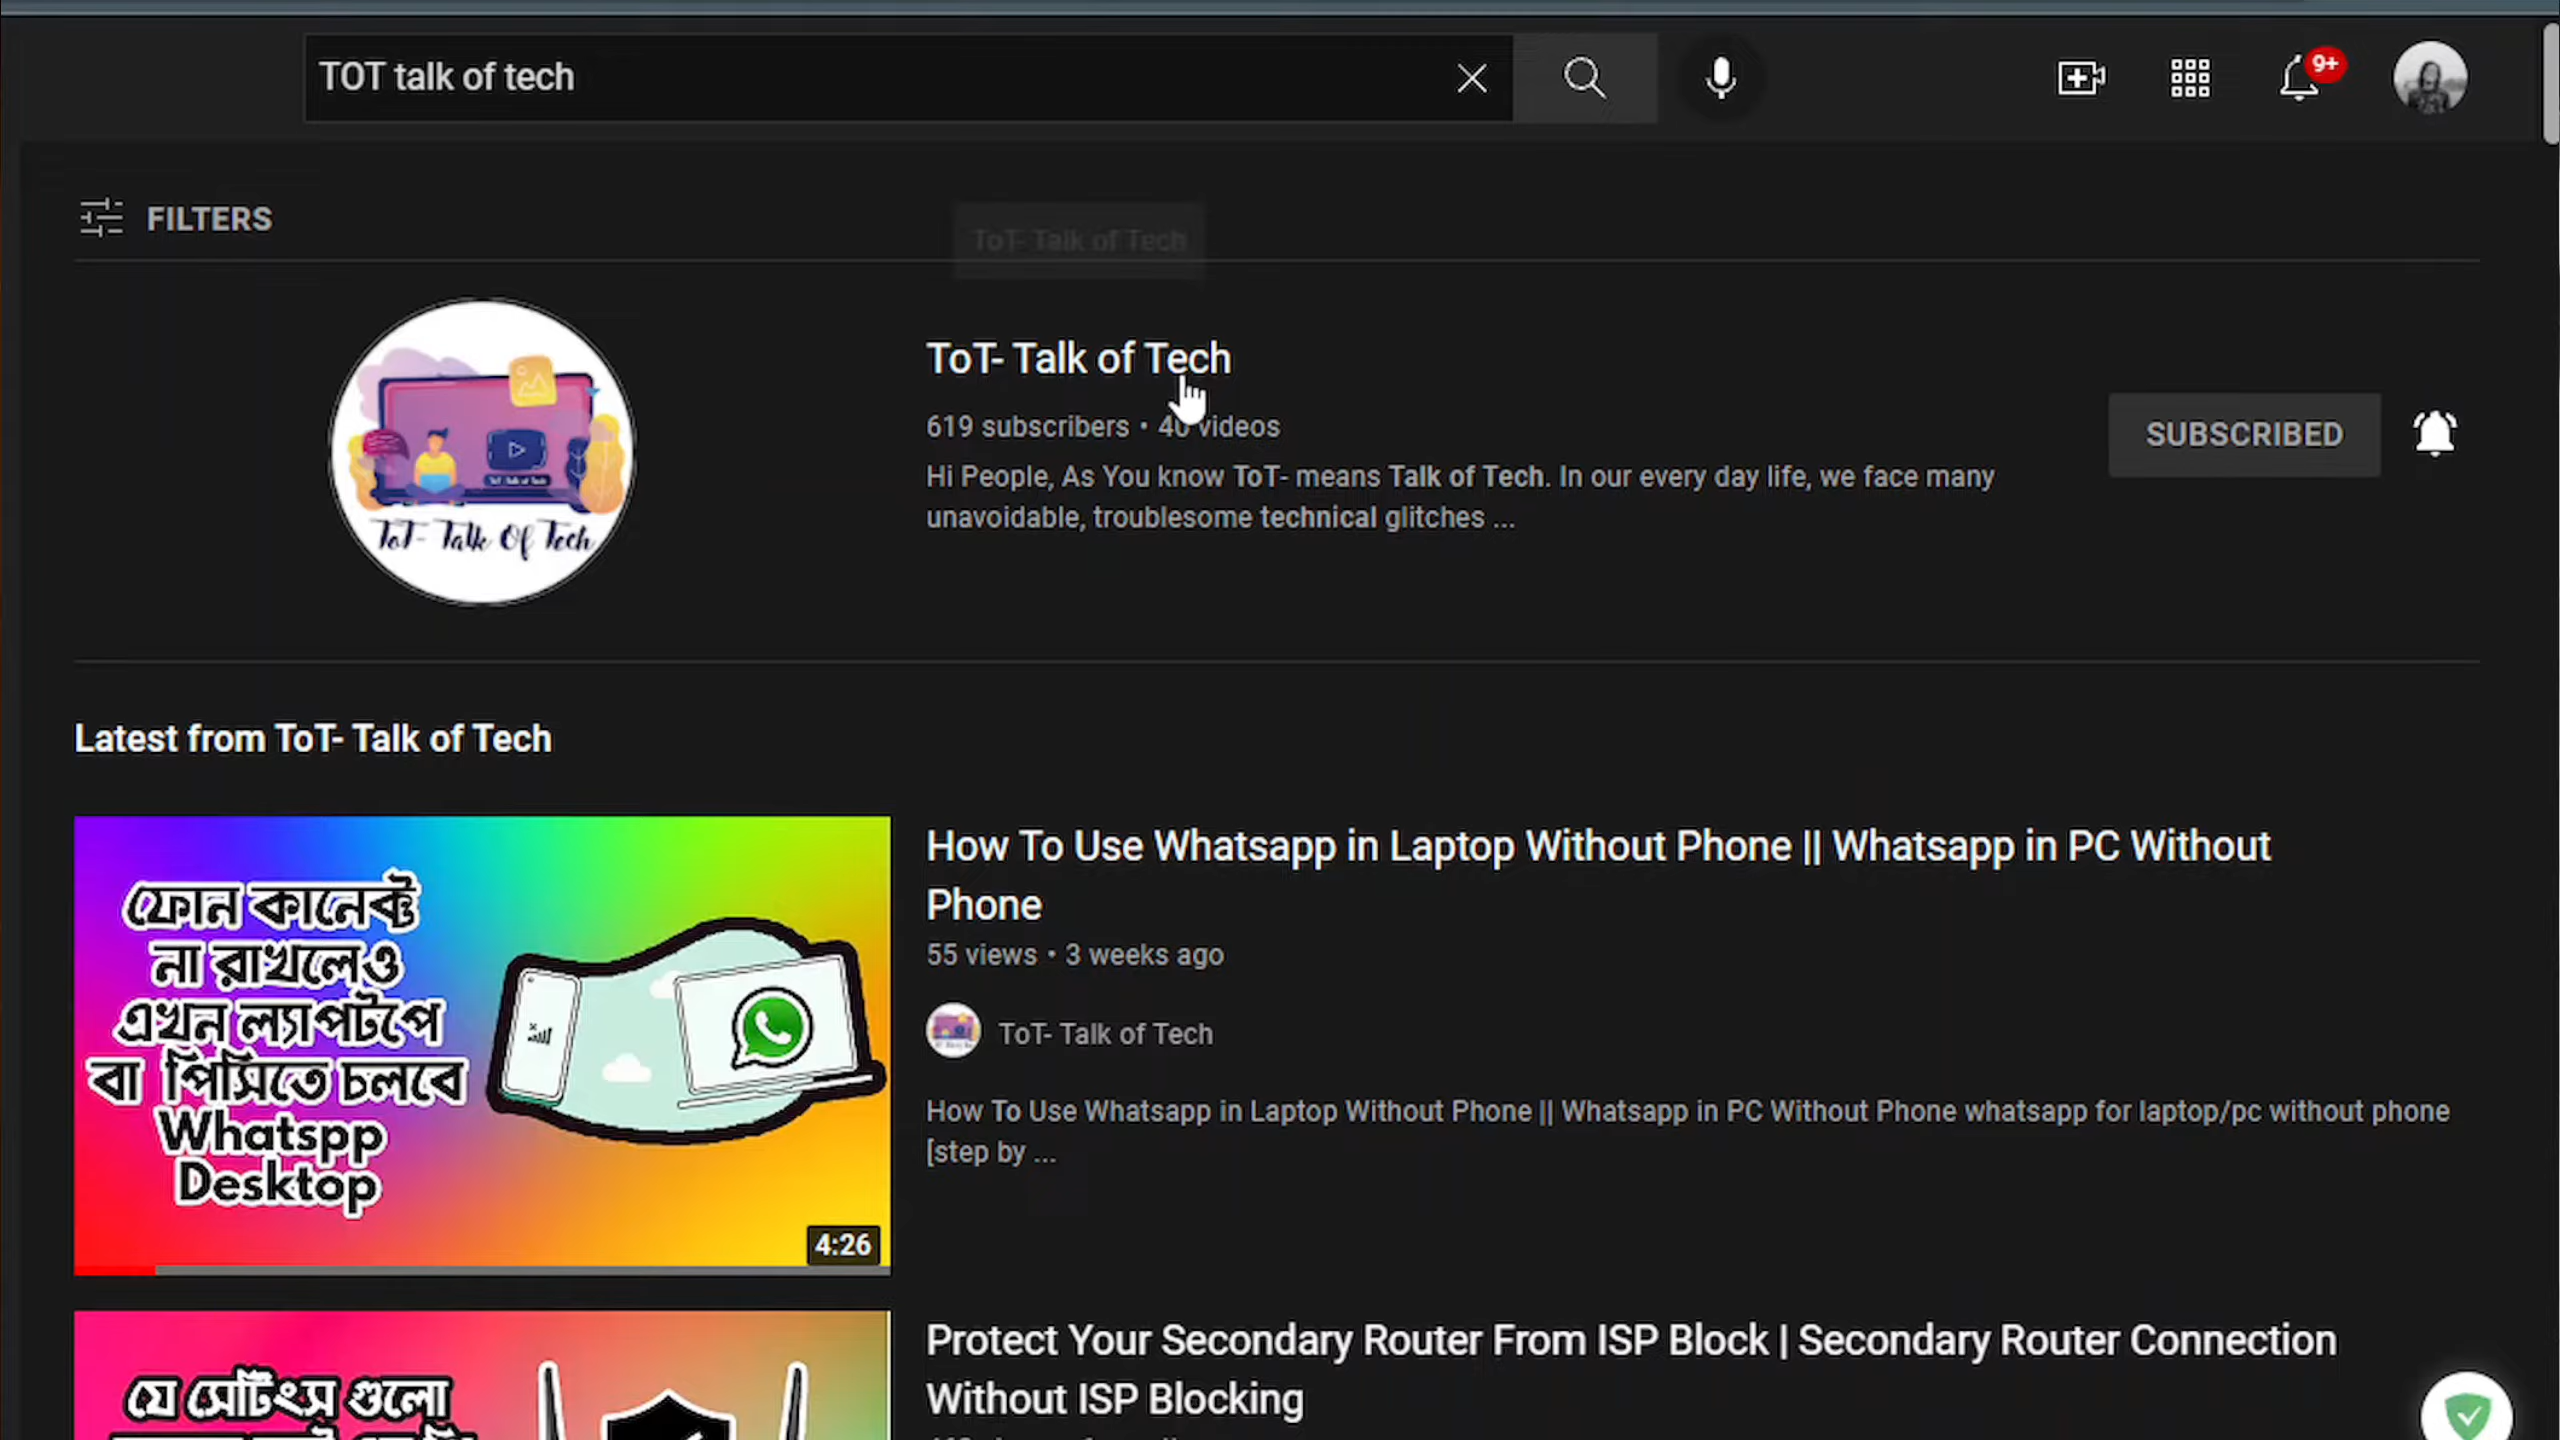 TOT talk of tech
9+
FILTERS
ToT- Talk of Tech
ToT- Talk of Tech
619 subscribers • 40 videos
Hi People, As You know ToT- means Talk of Tech. In our every day life, we face many
unavoidable, troublesome technical glitches ...
SUBSCRIBED
ToT- Talk Of Tech
Latest from ToT- Talk of Tech
ফোন কানেক্ট
না রাখলেও
এখন ল্যাপটপে
বা পিসিতে চলবে
Whatspp
Desktop
4:26
How To Use Whatsapp in Laptop Without Phone || Whatsapp in PC Without
Phone
55 views • 3 weeks ago
ToT- Talk of Tech
How To Use Whatsapp in Laptop Without Phone || Whatsapp in PC Without Phone whatsapp for laptop/pc without phone
[step by ...
যে সেটিংস গুলো
Protect Your Secondary Router From ISP Block | Secondary Router Connection
Without ISP Blocking